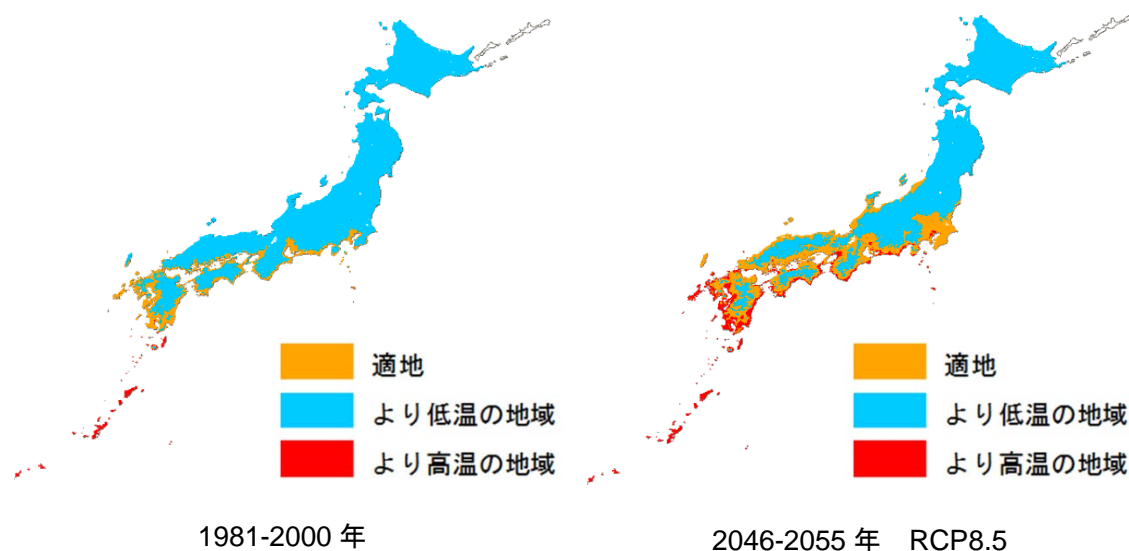 適地
より低温の地域
より高温の地域
適地
より低温の地域
より高温の地域
1981-2000 年
2046-2055 年　RCP8.5